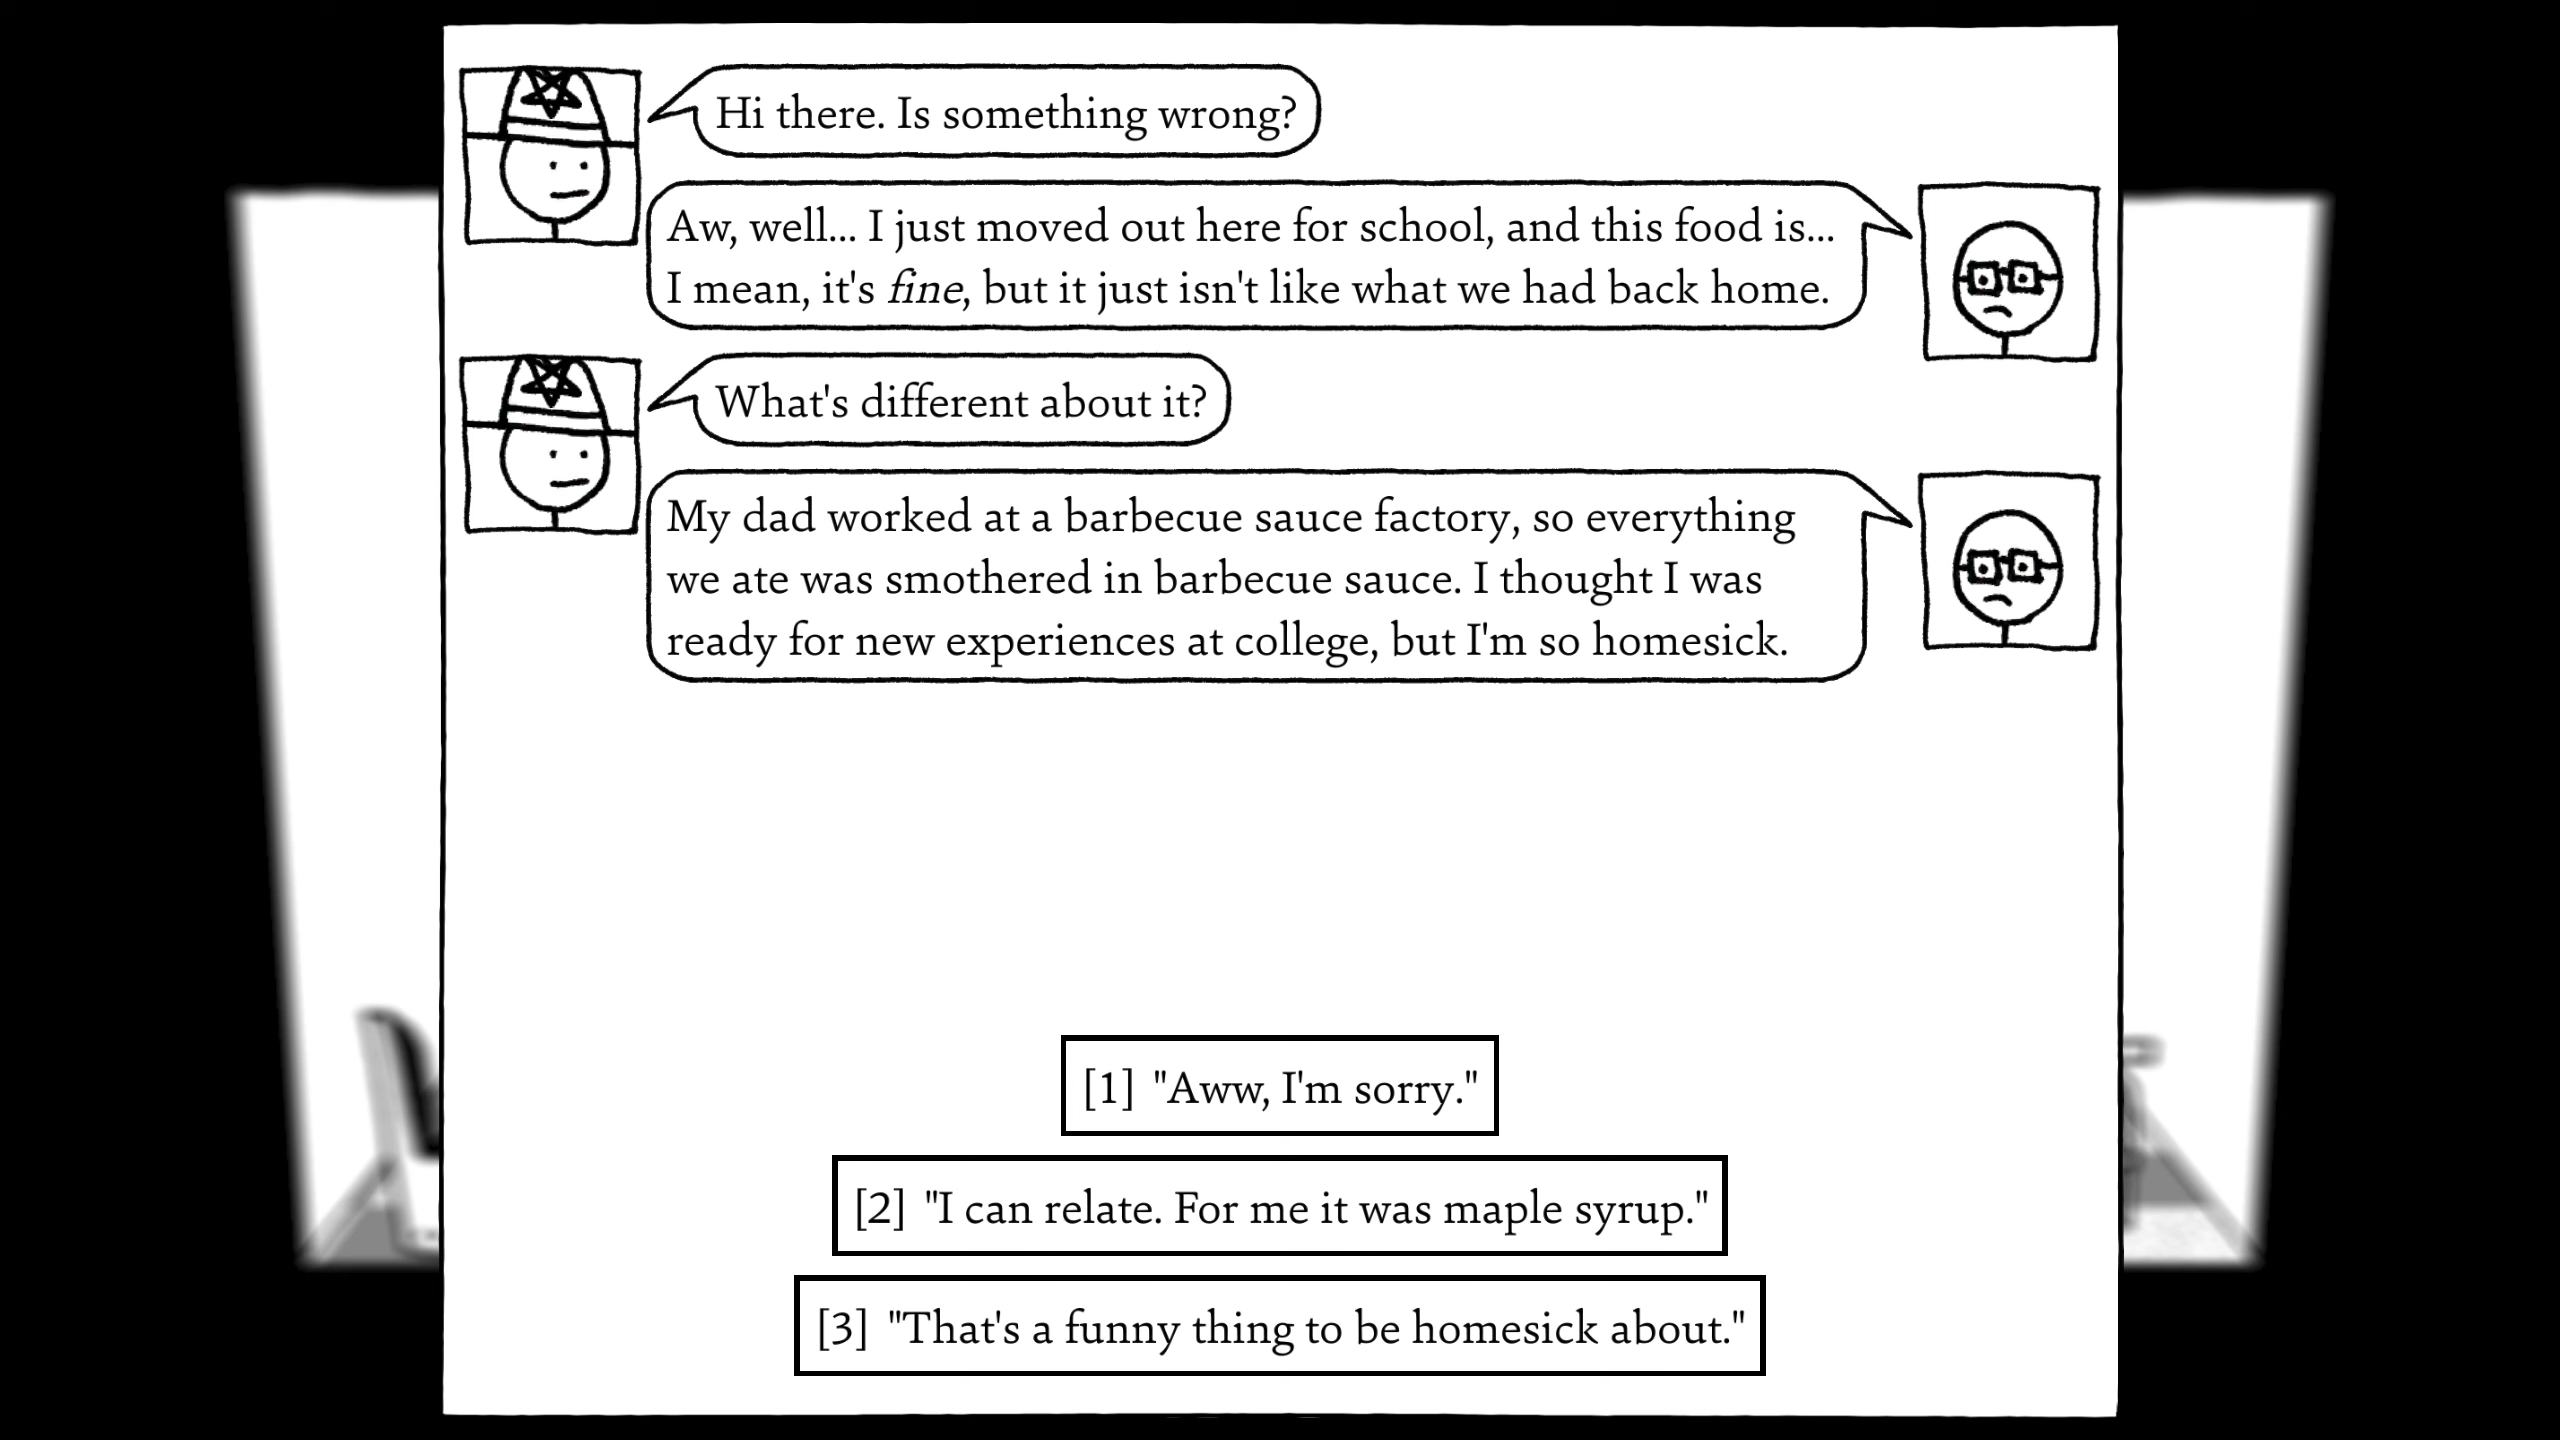 Hi there. Is something wrong?
Aw, well... I just moved out here for school, and this food is...
I mean, it's fine, but it just isn't like what we had back home.
What's different about it?
My dad worked at a barbecue sauce factory, so everything
we ate was smothered in barbecue sauce. I thought I was
ready for new experiences at college, but I'm so homesick.
[1] "Aww, I'm sorry."
[2] "I can relate. For me it was maple syrup."
[3] "That's a funny thing to be homesick about."